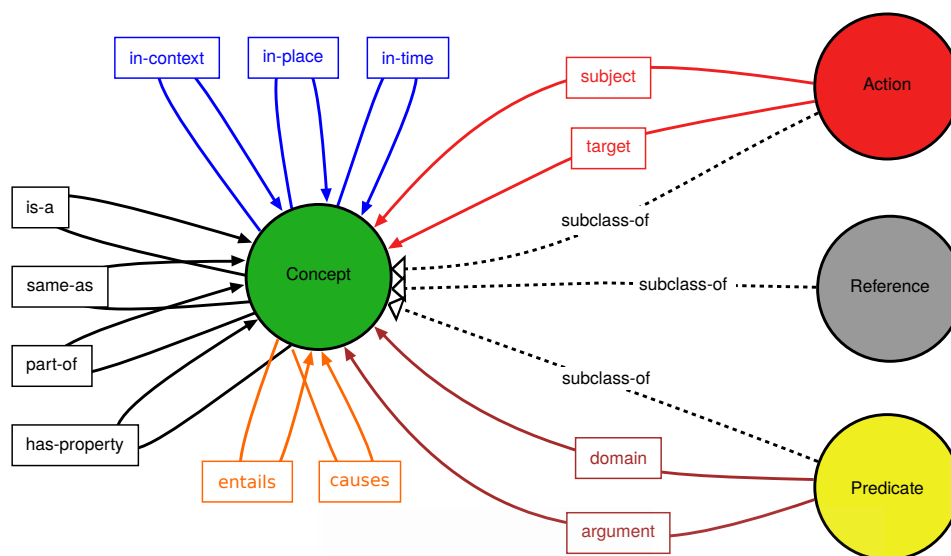 in-context
in-place
in-time
subject
Action
target
is-a
subclass-of
Concept
same-as
subclass-of
Reference
part-of
subclass-of
has-property
domain
entails
causes
Predicate
argument